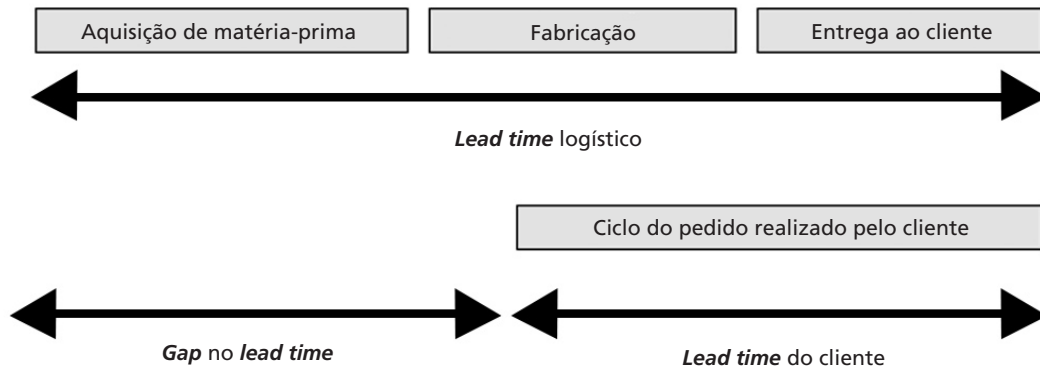 Aquisição de matéria-prima Fabricação Entrega ao cliente
Lead time logístico
Ciclo do pedido realizado pelo cliente
Gap no lead time Lead time do cliente